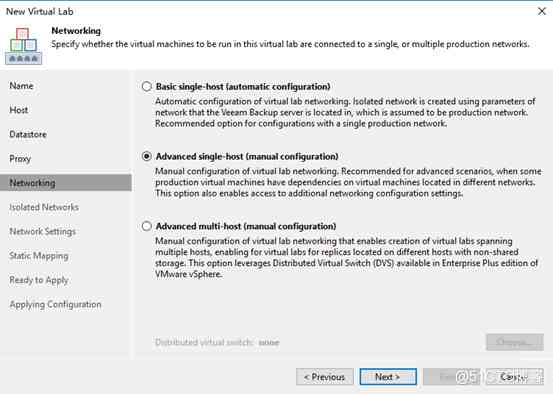 New Virtual Lab
Networking
Specify whether the virtual machines to be run in this virtual lab are connected to a single, or multiple production networks.
Name
Host
Datastore
Proxy
Networking
Isolated Networks
Network Settings
Static Mapping
Ready to Apply
Applying Configuration
Basic single-host (automatic configuration)
Automatic configuration of virtual lab networking. Isolated network is created using parameters of
network that the Veeam Backup server is located in, which is assumed to be production network.
Recommended option for configurations with a single production network.
Advanced single-host (manual configuration)
Manual configuration of virtual lab networking. Recommended for advanced scenarios, when some
production virtual machines have dependencies on virtual machines located in different networks.
This option also enables access to additional networking configuration settings.
Advanced multi-host (manual configuration)
Manual configuration of virtual lab networking that enables creation of virtual labs spanning
multiple hosts, enabling for virtual labs for replicas located on different hosts with non-shared
storage. This option leverages Distributed Virtual Switch (DVS) available in Enterprise Plus edition of
VMware vSphere.
Distributed virtual switch: none
Choose...
< Previous
Next >
@51CTO博客